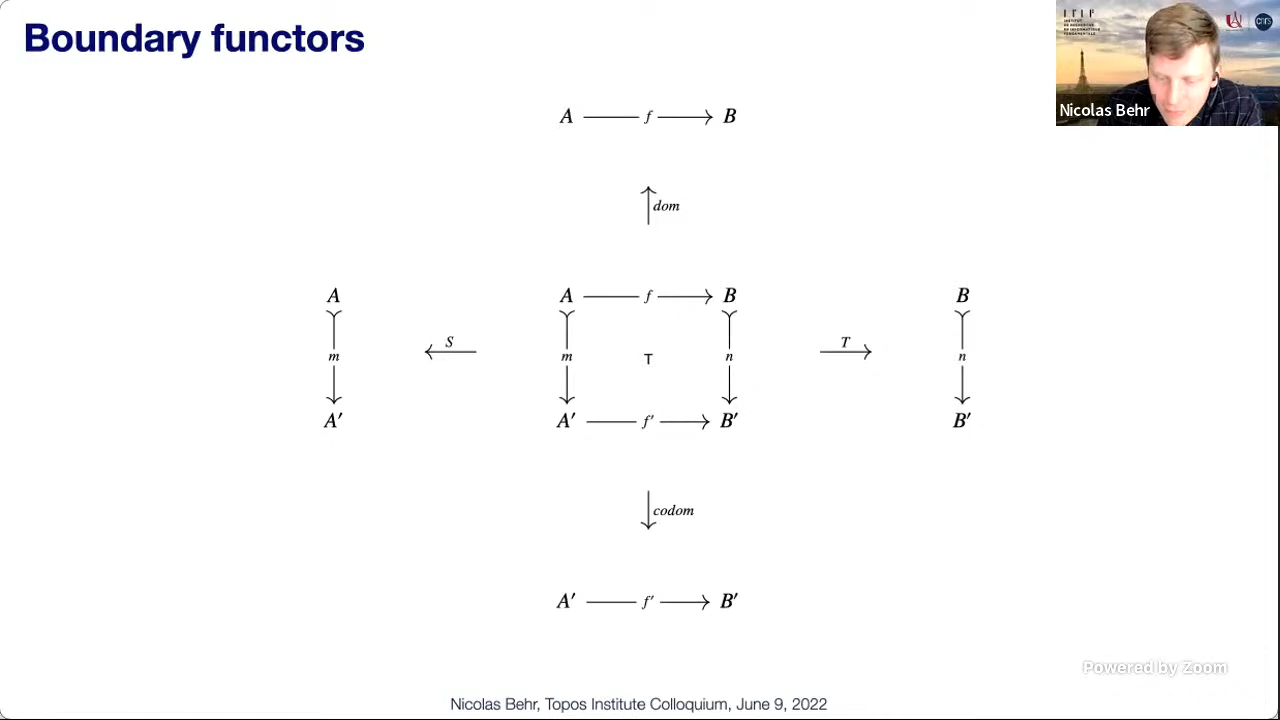 Boundary functors
Nicolas Behr
A f B
dom
A A f B B
S T
m m T n n
A′ A′ f′ B′ B′
codom
A′ f′ B′
Powered by Zoom
Nicolas Behr, Topos Institute Colloquium, June 9, 2022